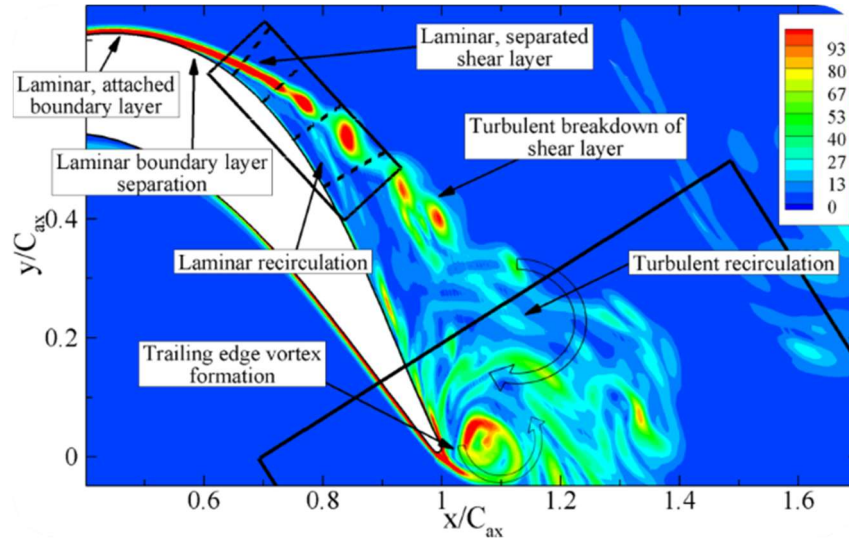 Laminar, separated
shear layer
93
80
67
53
40
27
13
0
Laminar, attached
boundary layer
Laminar boundary layer
separation
Turbulent breakdown of
shear layer
Laminar recirculation
Turbulent recirculation
Trailing edge vortex
formation
y/C_ax
0.4
0.2
0
0.6
0.8
1
1.2
1.4
1.6
x/C_ax